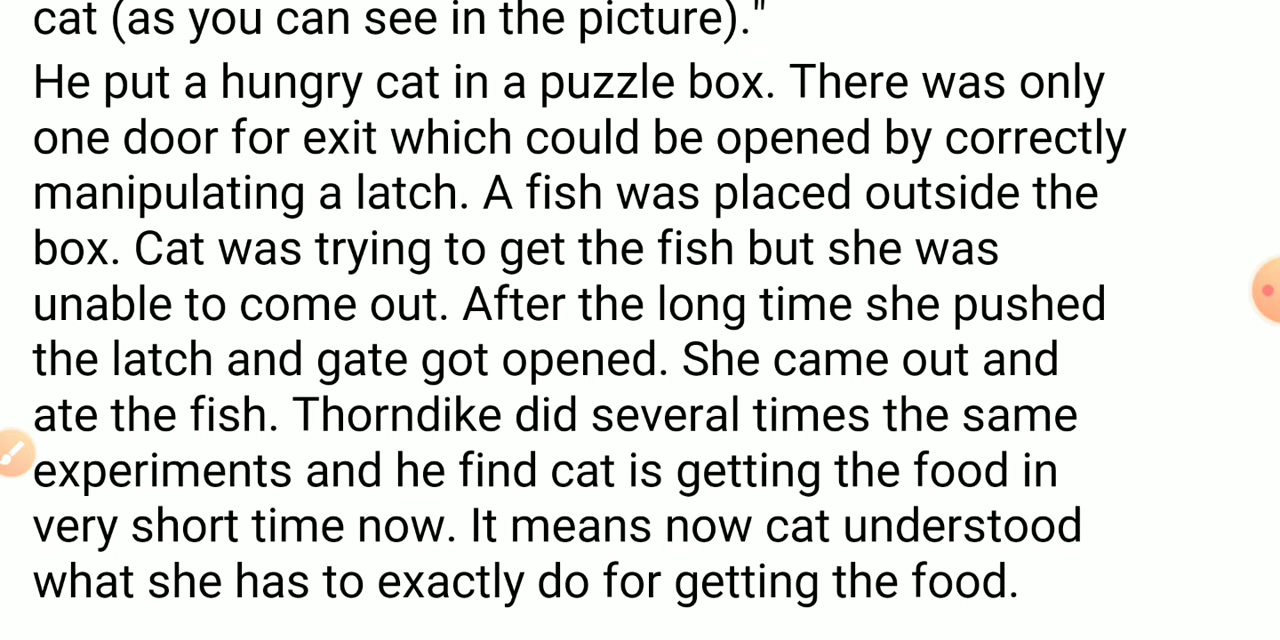 cat (as you can see in the picture)."
He put a hungry cat in a puzzle box. There was only
one door for exit which could be opened by correctly
manipulating a latch. A fish was placed outside the
box. Cat was trying to get the fish but she was
unable to come out. After the long time she pushed
the latch and gate got opened. She came out and
ate the fish. Thorndike did several times the same
experiments and he find cat is getting the food in
very short time now. It means now cat understood
what she has to exactly do for getting the food.